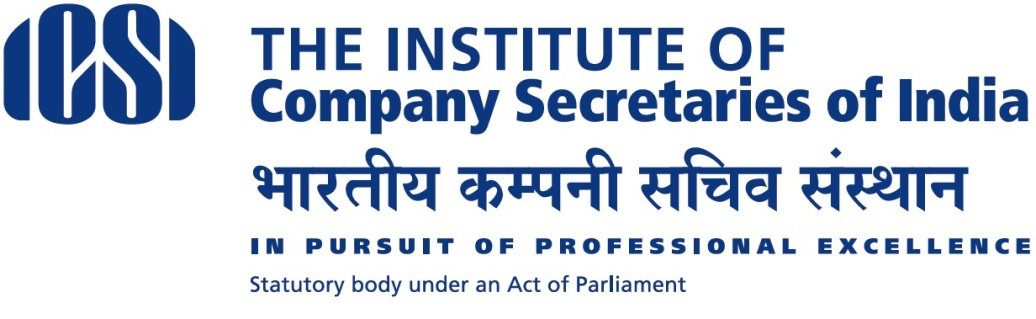 ICSI
THE INSTITUTE OF
Company Secretaries of India
भारतीय कम्पनी सचिव संस्थान
IN PURSUIT OF PROFESSIONAL EXCELLENCE
Statutory body under an Act of Parliament